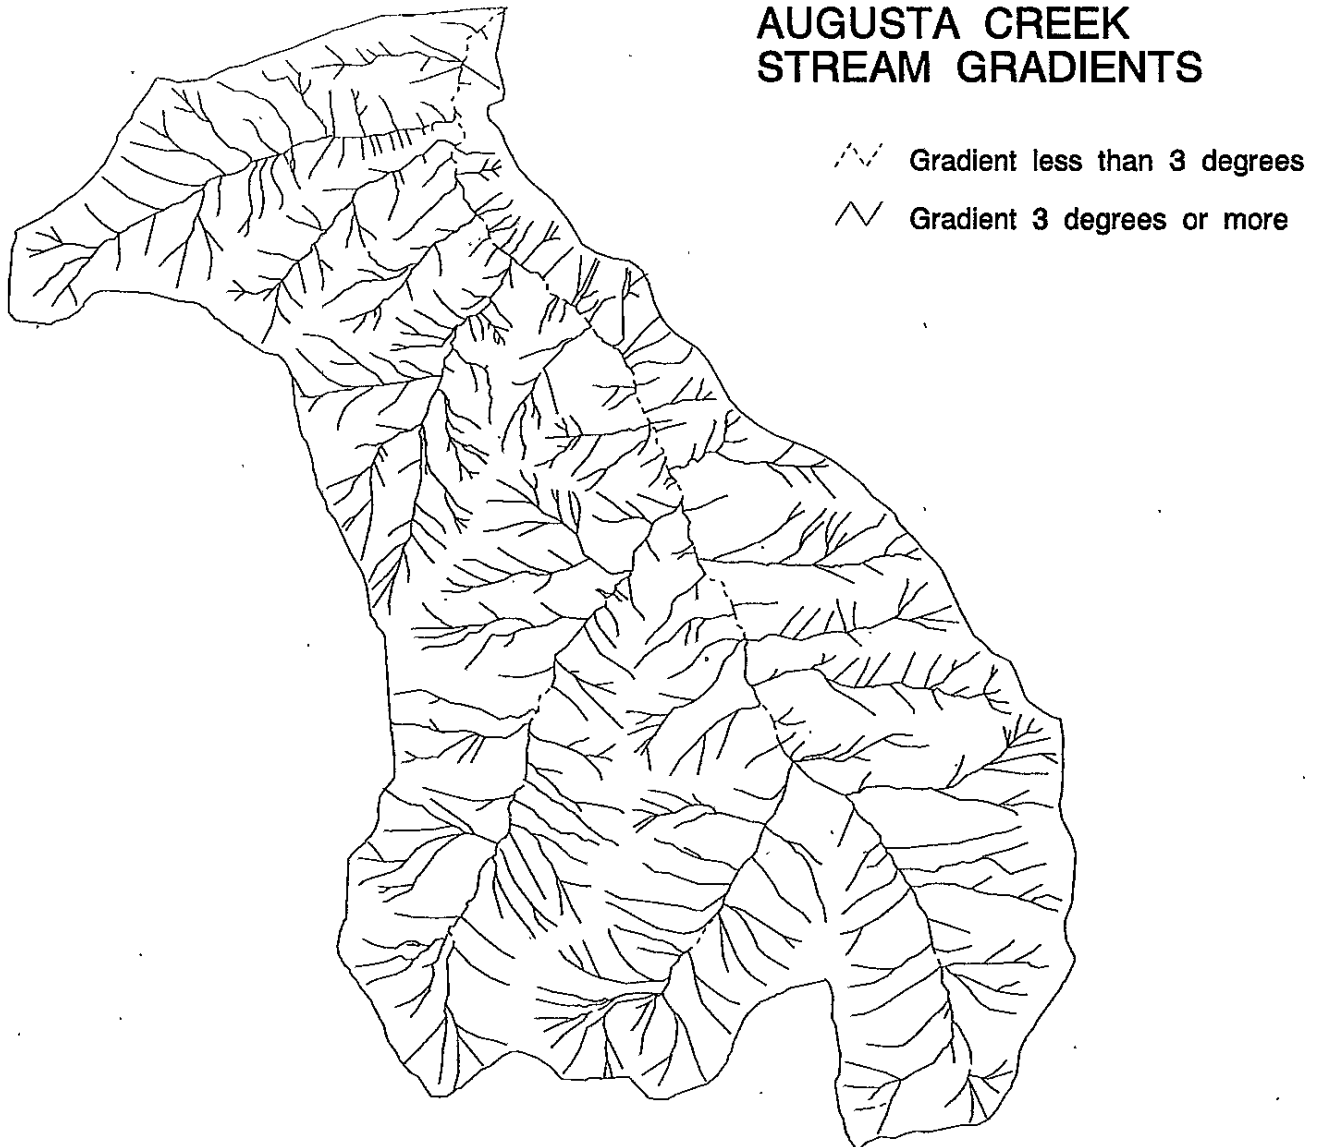 AUGUSTA CREEK
STREAM GRADIENTS
Gradient less than 3 degrees
Gradient 3 degrees or more